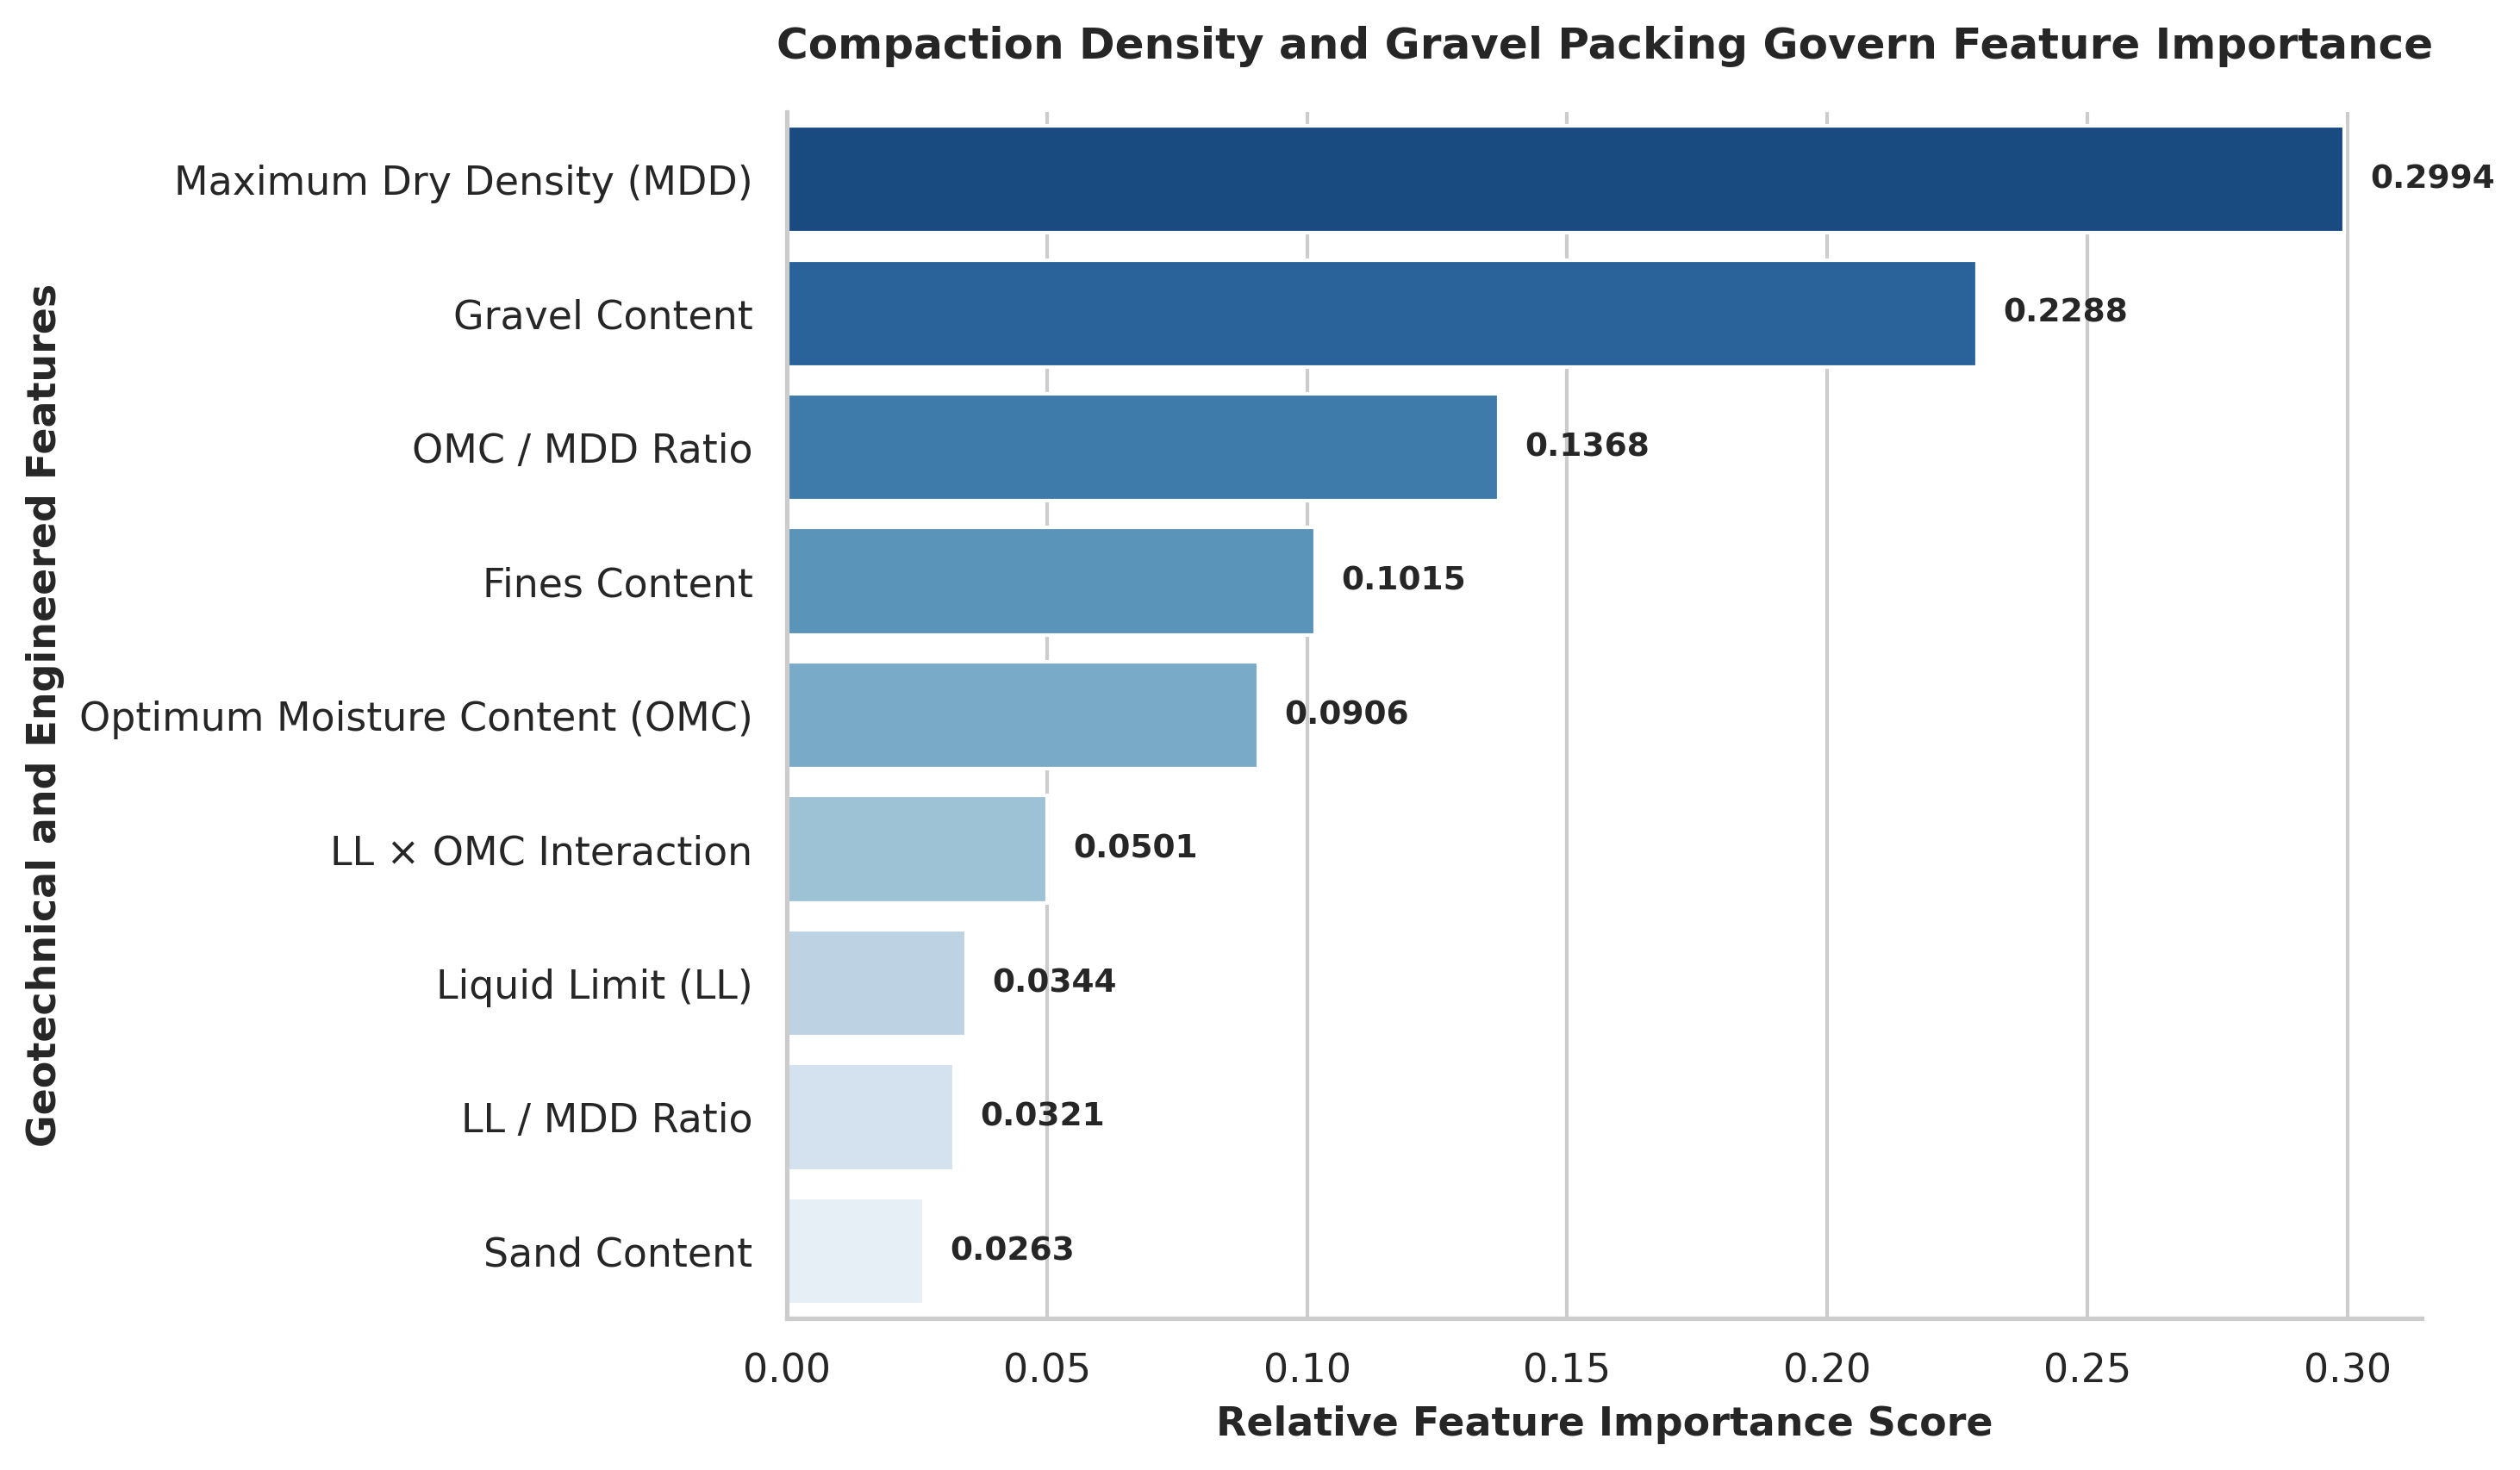 Compaction Density and Gravel Packing Govern Feature Importance
Geotechnical and Engineered Features
Maximum Dry Density (MDD) 0.2994
Gravel Content 0.2288
OMC / MDD Ratio 0.1368
Fines Content 0.1015
Optimum Moisture Content (OMC) 0.0906
LL × OMC Interaction 0.0501
Liquid Limit (LL) 0.0344
LL / MDD Ratio 0.0321
Sand Content 0.0263
0.00 0.05 0.10 0.15 0.20 0.25 0.30
Relative Feature Importance Score